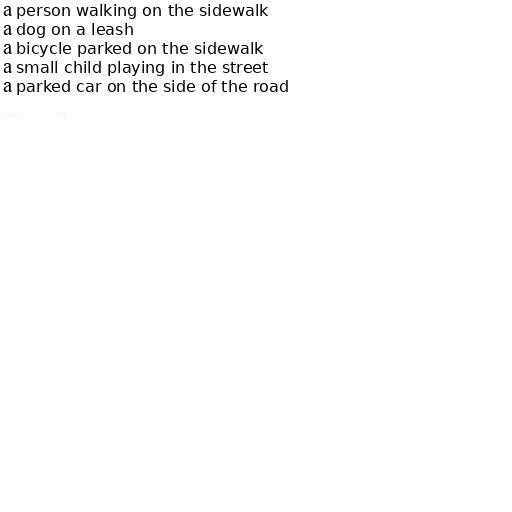 a person walking on the sidewalk
a dog on a leash
a bicycle parked on the sidewalk
a small child playing in the street
a parked car on the side of the road